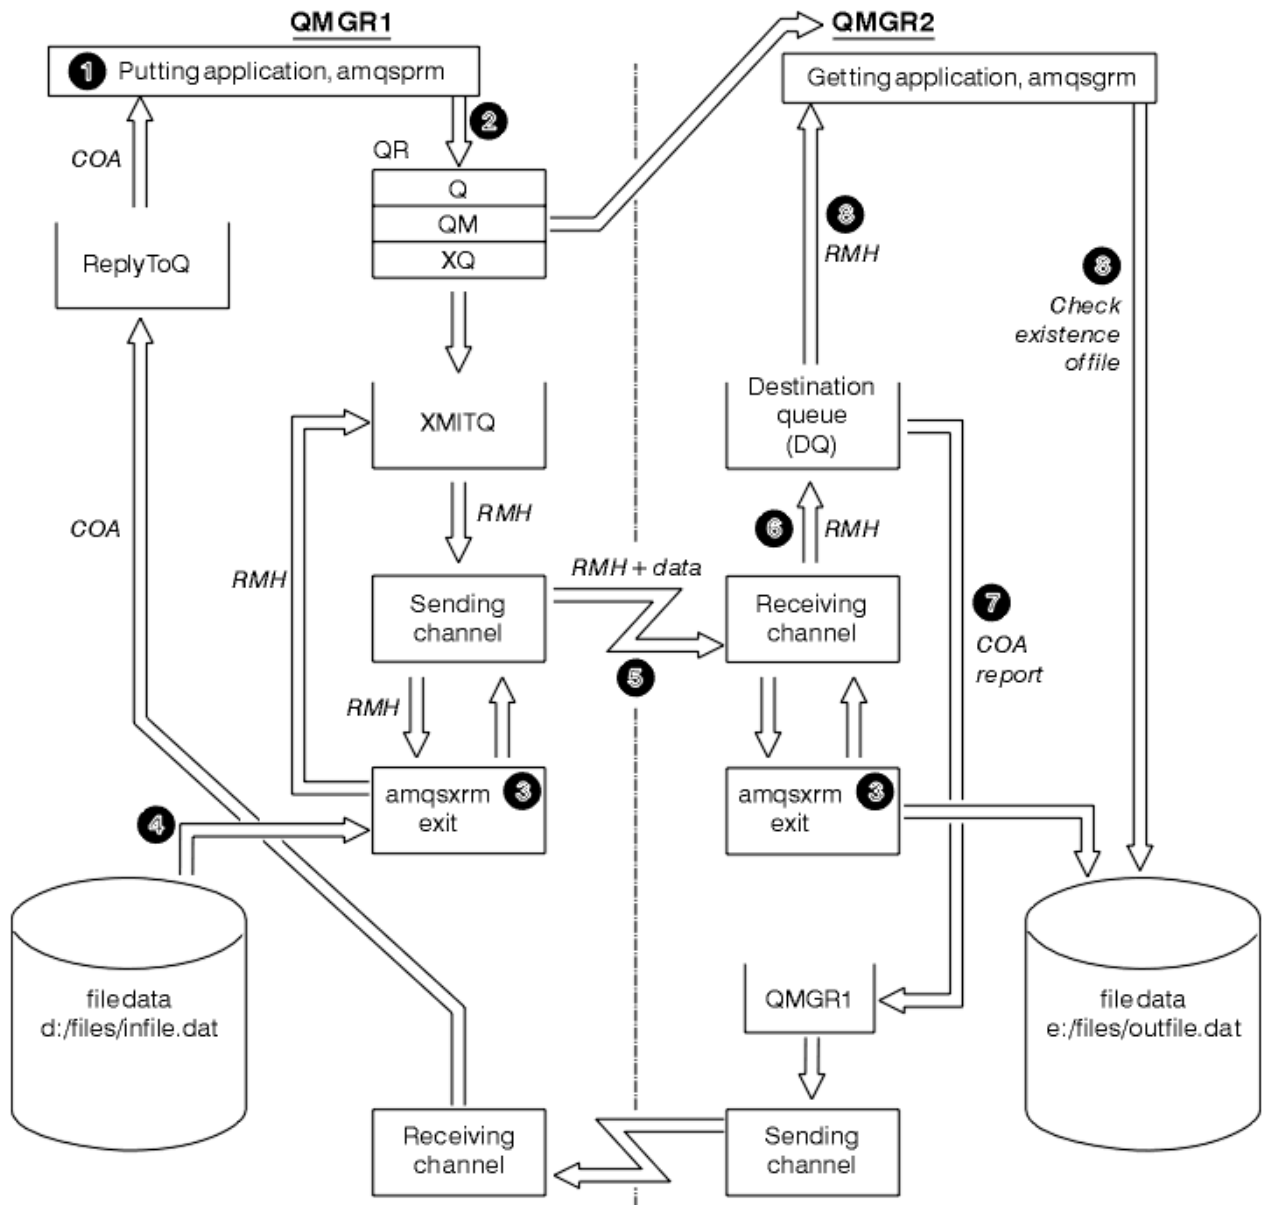 QMGR1
QMGR2
1 Putting application, amqsprm
Getting application, amqsgrm
2
COA
QR
Q
QM
XQ
ReplyToQ
8
RMH
8
Check
existence
of file
XMITQ
Destination
queue
(DQ)
COA
RMH
RMH
6
RMH
RMH + data
Sending
channel
Receiving
channel
7
COA
report
5
RMH
amqsxrm
exit
3
amqsxrm
exit
3
4
file data
d:/files/infile.dat
QMGR1
file data
e:/files/outfile.dat
Receiving
channel
Sending
channel